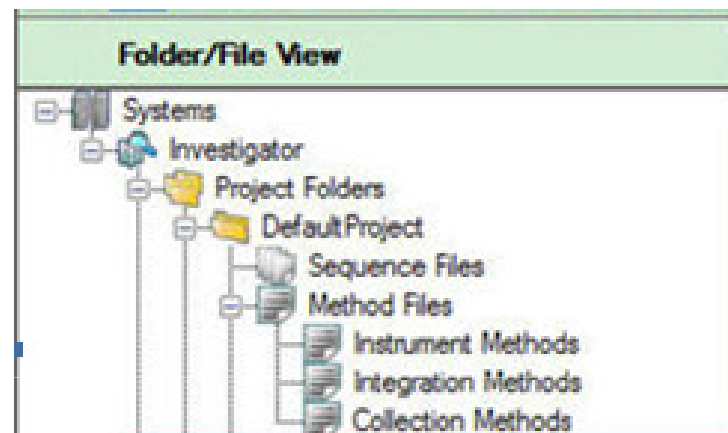 Folder/File View
Systems
Investigator
Project Folders
DefaultProject
Sequence Files
Method Files
Instrument Methods
Integration Methods
Collection Methods